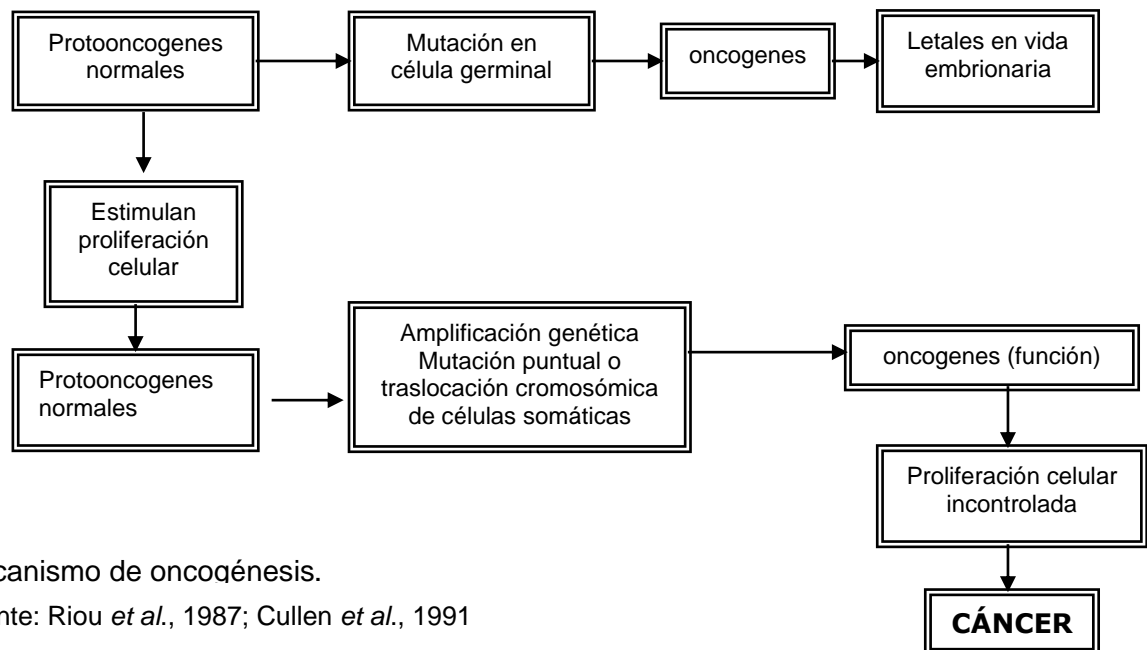 Protooncogenes
normales
Mutación en
célula germinal
oncogenes
Letales en vida
embrionaria
Estimulan
proliferación
celular
Protooncogenes
normales
Amplificación genética
Mutación puntual o
traslocación cromosómica
de células somáticas
oncogenes (función)
Proliferación celular
incontrolada
CÁNCER
canismo de oncogénesis.
nte: Riou et al., 1987; Cullen et al., 1991